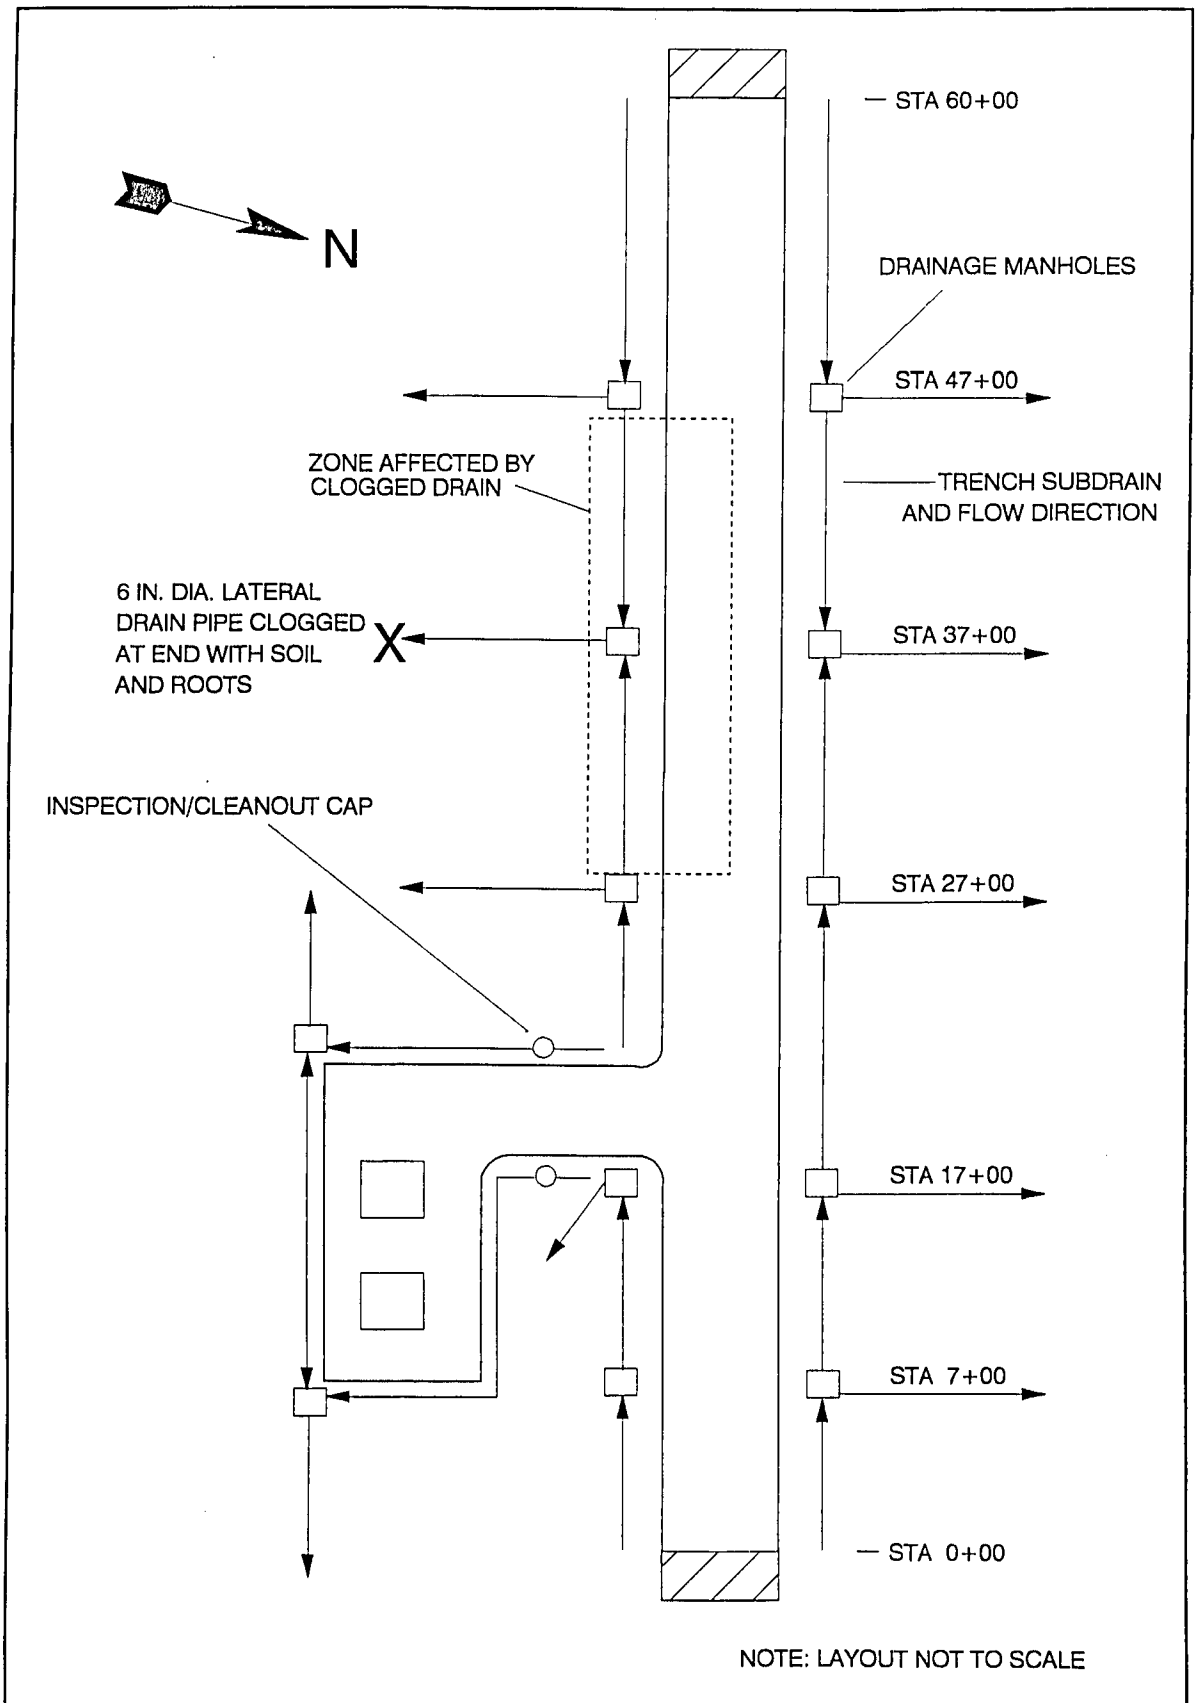 — STA 60+00
N
DRAINAGE MANHOLES
STA 47+00
ZONE AFFECTED BY
CLOGGED DRAIN
TRENCH SUBDRAIN
AND FLOW DIRECTION
6 IN. DIA. LATERAL
DRAIN PIPE CLOGGED
AT END WITH SOIL
AND ROOTS
X
STA 37+00
INSPECTION/CLEANOUT CAP
STA 27+00
STA 17+00
STA 7+00
— STA 0+00
NOTE: LAYOUT NOT TO SCALE